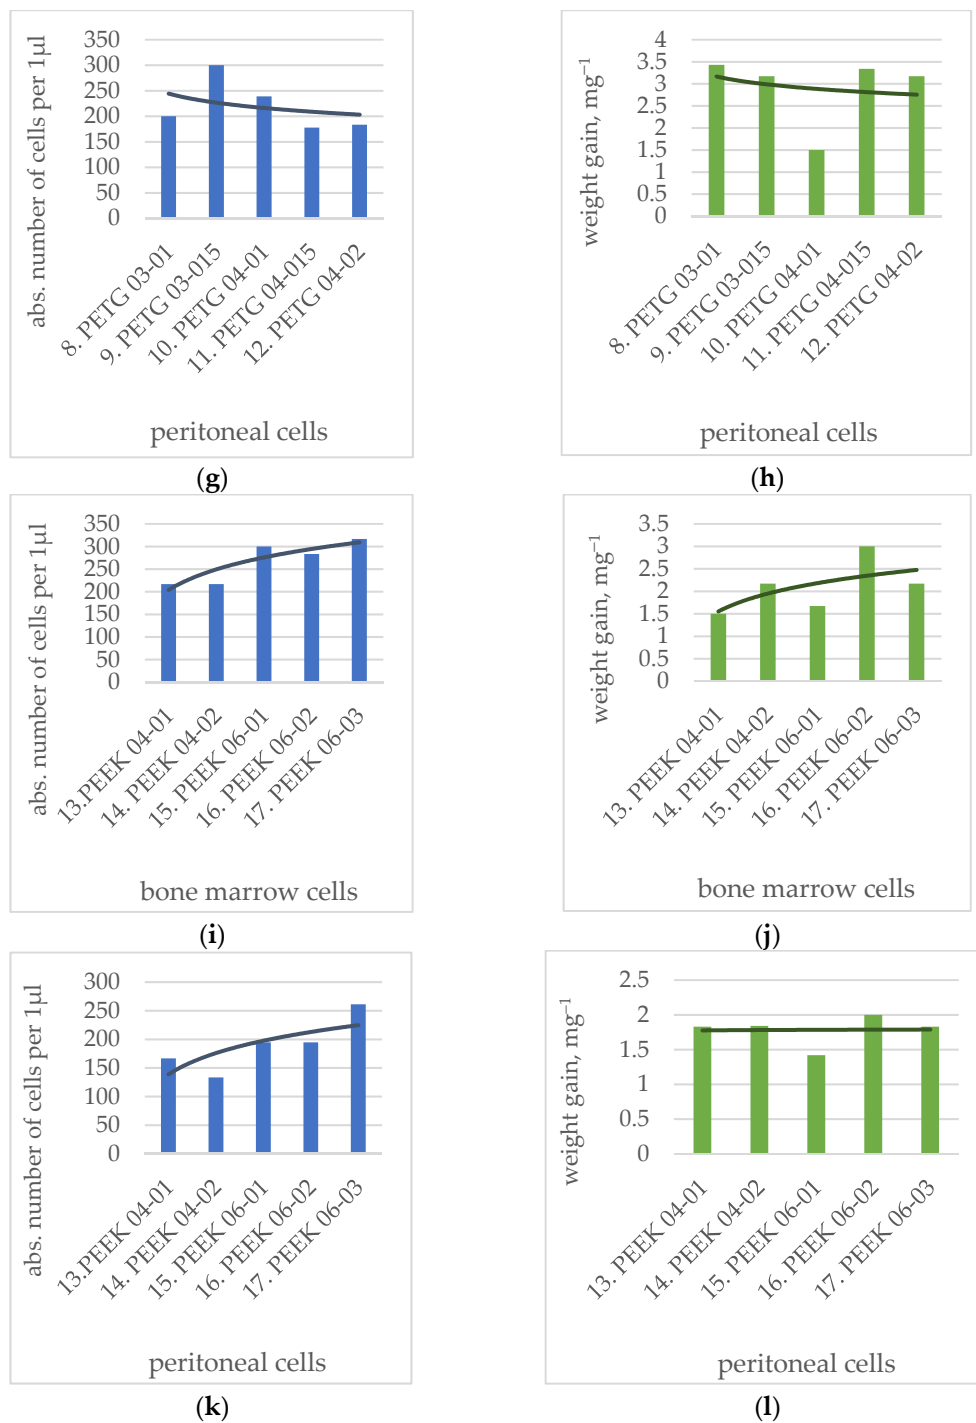 abs. number of cells per 1µl
350
300
250
200
150
100
50
0
8. PETG 03-01
9. PETG 03-015
10. PETG 04-01
11. PETG 04-015
12. PETG 04-02
peritoneal cells
(g)
weight gain, mg⁻¹
4
3.5
3
2.5
2
1.5
1
0.5
0
8. PETG 03-01
9. PETG 03-015
10. PETG 04-01
11. PETG 04-015
12. PETG 04-02
peritoneal cells
(h)
abs. number of cells per 1µl
350
300
250
200
150
100
50
0
13.PEEK 04-01
14. PEEK 04-02
15. PEEK 06-01
16. PEEK 06-02
17. PEEK 06-03
bone marrow cells
(i)
weight gain, mg⁻¹
3.5
3
2.5
2
1.5
1
0.5
0
13. PEEK 04-01
14. PEEK 04-02
15. PEEK 06-01
16. PEEK 06-02
17. PEEK 06-03
bone marrow cells
(j)
abs. number of cells per 1µl
300
250
200
150
100
50
0
13.PEEK 04-01
14. PEEK 04-02
15. PEEK 06-01
16. PEEK 06-02
17. PEEK 06-03
peritoneal cells
(k)
weight gain, mg⁻¹
2.5
2
1.5
1
0.5
0
13. PEEK 04-01
14. PEEK 04-02
15. PEEK 06-01
16. PEEK 06-02
17. PEEK 06-03
peritoneal cells
(l)